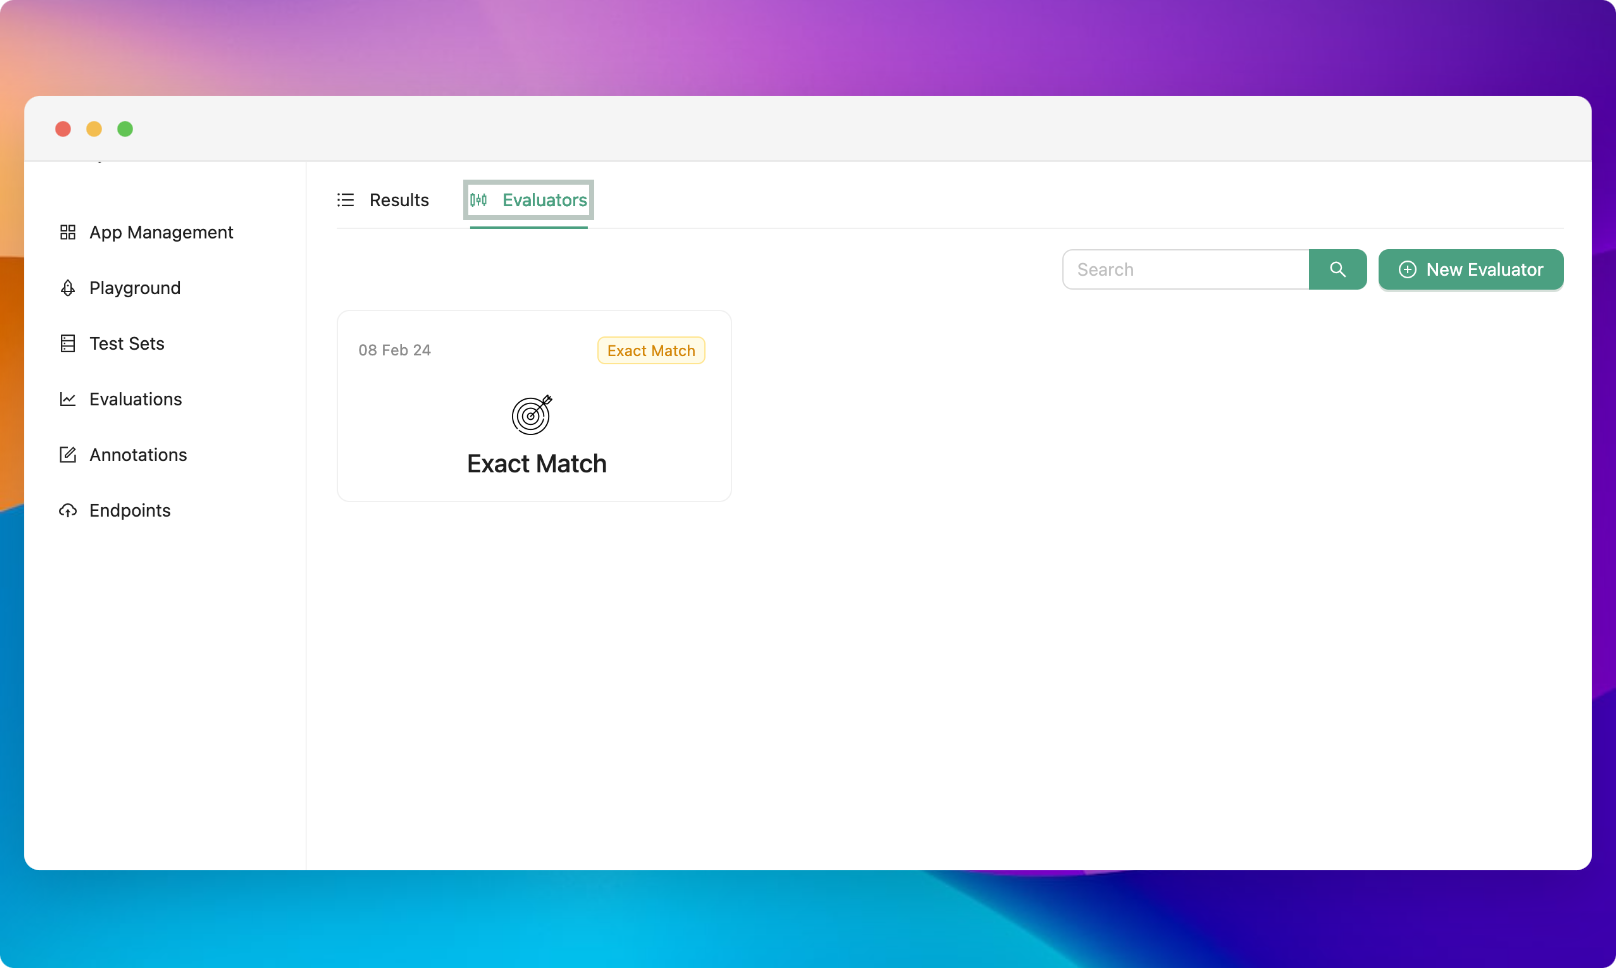 App Management
Playground
Test Sets
Evaluations
Annotations
Endpoints
Results
Evaluators
Search
New Evaluator
08 Feb 24
Exact Match
Exact Match